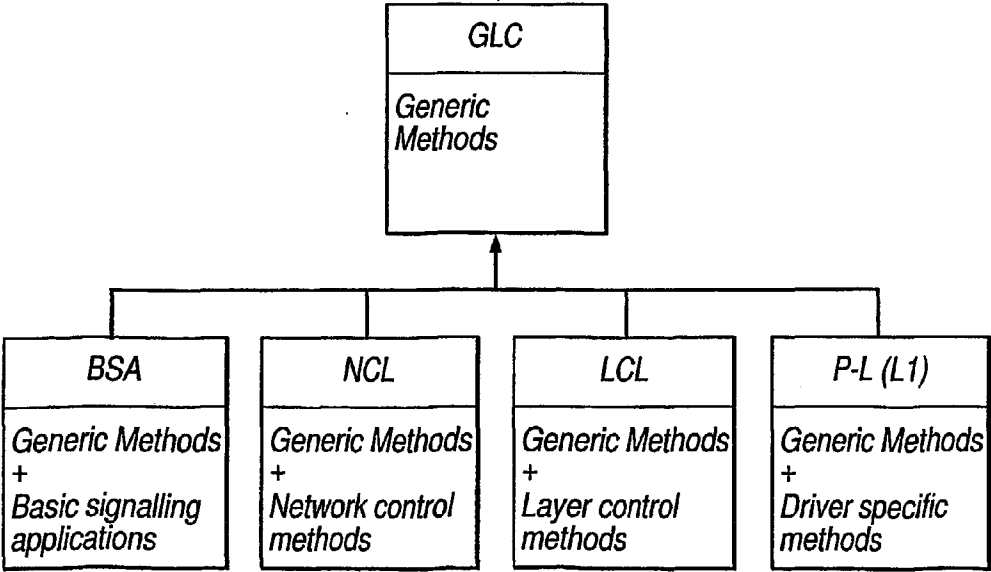 GLC
Generic
Methods
BSA
Generic Methods
+
Basic signalling
applications
NCL
Generic Methods
+
Network control
methods
LCL
Generic Methods
+
Layer control
methods
P-L (L1)
Generic Methods
+
Driver specific
methods